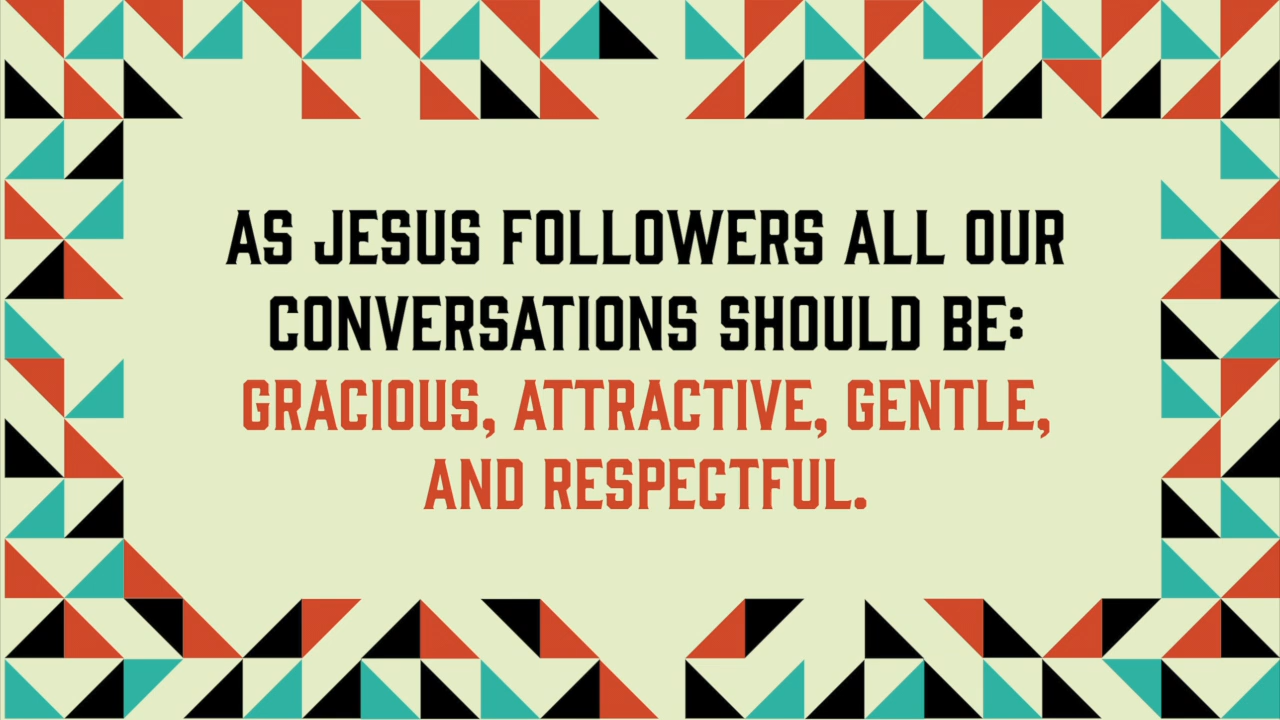 AS JESUS FOLLOWERS ALL OUR
CONVERSATIONS SHOULD BE:
GRACIOUS, ATTRACTIVE, GENTLE,
AND RESPECTFUL.